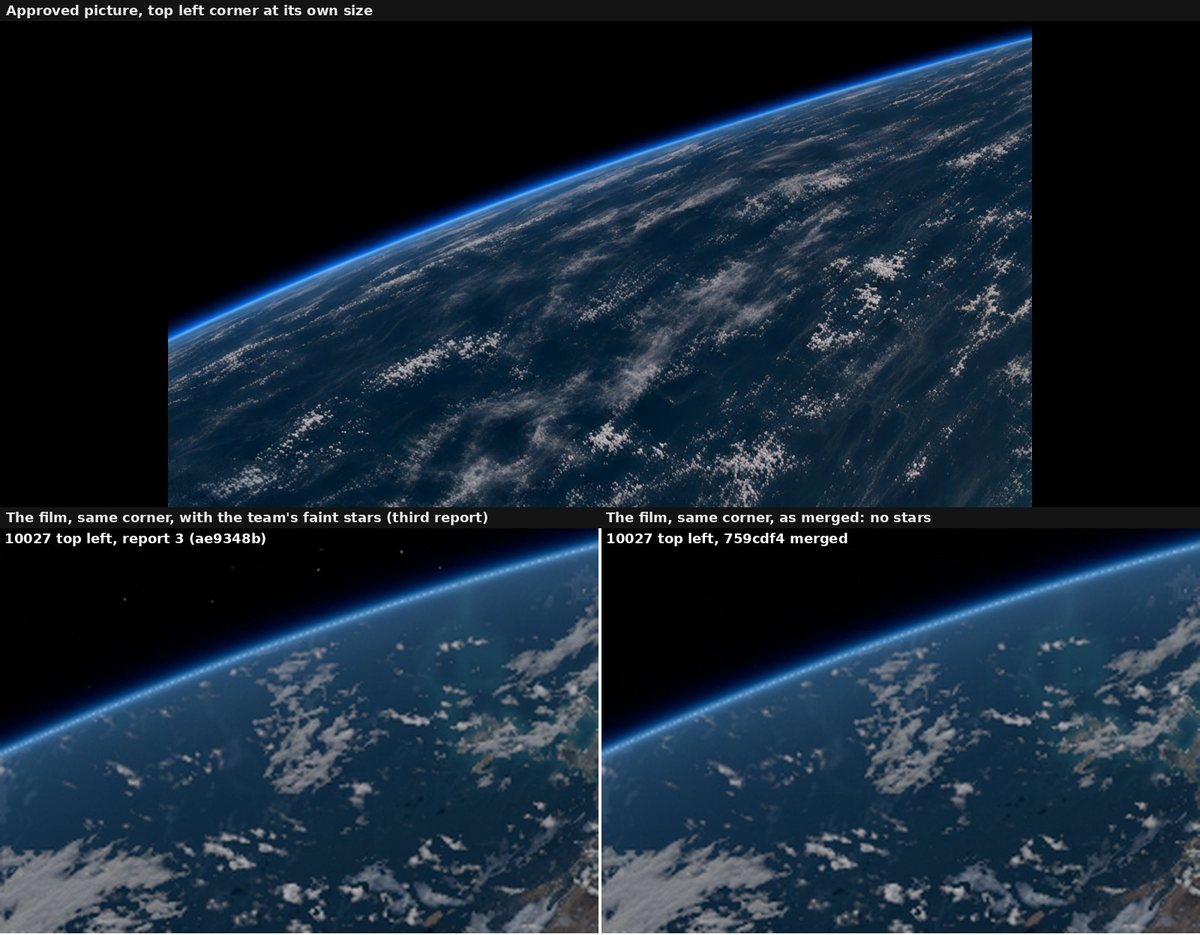 Approved picture, top left corner at its own size
The film, same corner, with the team's faint stars (third report)
The film, same corner, as merged: no stars
10027 top left, report 3 (ae9348b)
10027 top left, 759cdf4 merged